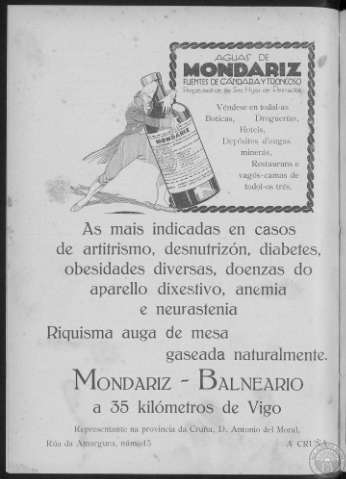 AGUAS DE
MONDARIZ
FUENTES DE GANDARA Y TRONCOSO
Propiedad de los Sres Hijos de Peinador
Véndese en todal-as
Boticas, Droguerías,
Hoteis,
Depósitos d'augas
minerás,
Restaurans e
vagós-camas de
todol-os trés.
MONDARIZ
As mais indicadas en casos
de artitrismo, desnutrizón, diabetes,
obesidades diversas, doenzas do
aparello dixestivo, anemia
e neurastenia
Riquisma auga de mesa
gaseada naturalmente.
MONDARIZ - BALNEARIO
a 35 kilómetros de Vigo
Representante na provincia da Cruña, D. Antonio del Moral,
Rúa da Amargura, núm. 15 A CRUÑA